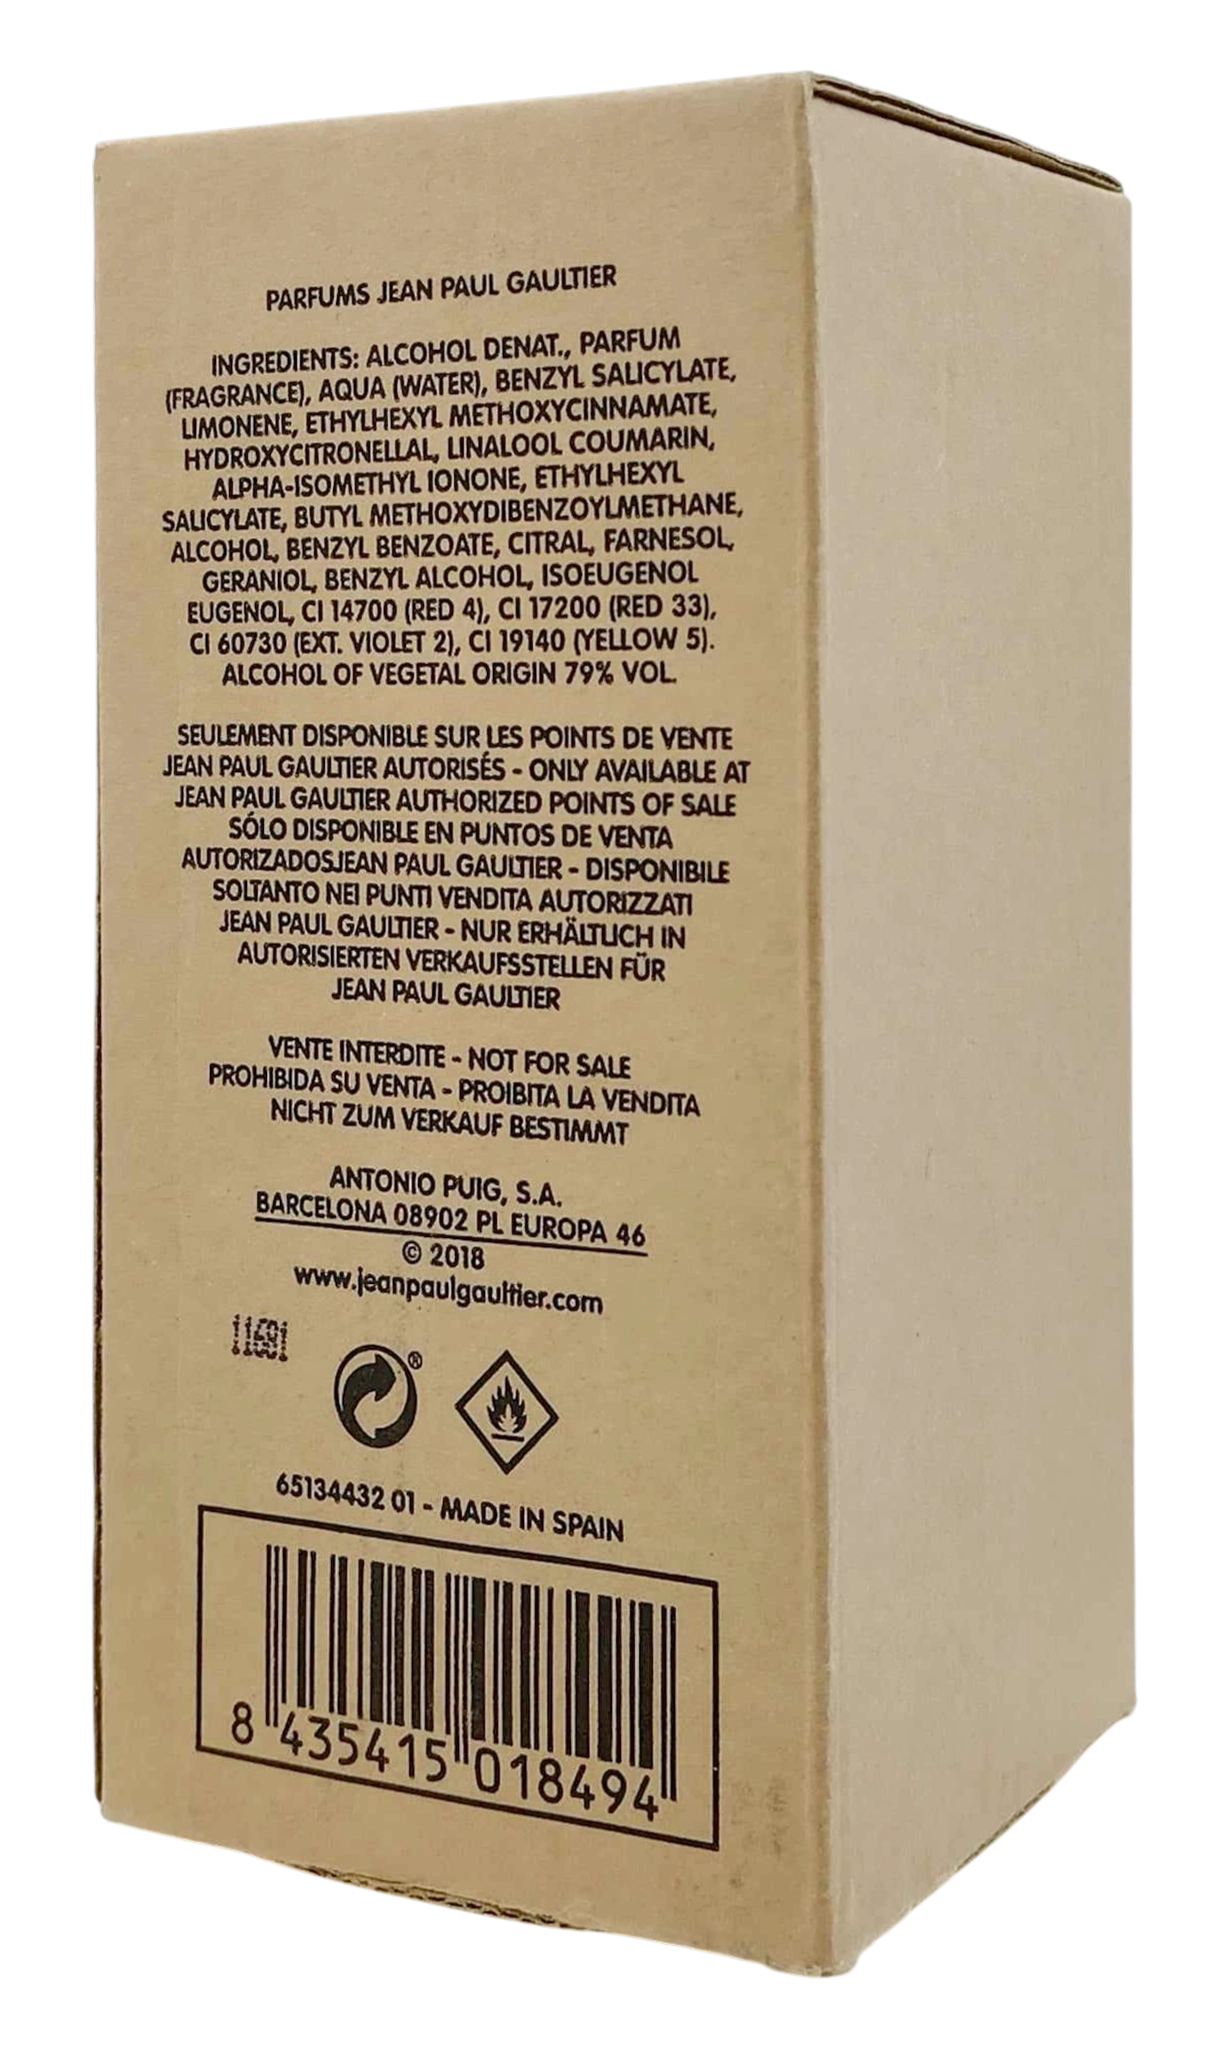 PARFUMS JEAN PAUL GAULTIER
INGREDIENTS: ALCOHOL DENAT., PARFUM
(FRAGRANCE), AQUA (WATER), BENZYL SALICYLATE,
LIMONENE, ETHYLHEXYL METHOXYCINNAMATE,
HYDROXYCITRONELLAL, LINALOOL COUMARIN,
ALPHA-ISOMETHYL IONONE, ETHYLHEXYL
SALICYLATE, BUTYL METHOXYDIBENZOYLMETHANE,
ALCOHOL, BENZYL BENZOATE, CITRAL, FARNESOL,
GERANIOL, BENZYL ALCOHOL, ISOEUGENOL
EUGENOL, CI 14700 (RED 4), CI 17200 (RED 33),
CI 60730 (EXT. VIOLET 2), CI 19140 (YELLOW 5).
ALCOHOL OF VEGETAL ORIGIN 79% VOL.
SEULEMENT DISPONIBLE SUR LES POINTS DE VENTE
JEAN PAUL GAULTIER AUTORISÉS - ONLY AVAILABLE AT
JEAN PAUL GAULTIER AUTHORIZED POINTS OF SALE
SÓLO DISPONIBLE EN PUNTOS DE VENTA
AUTORIZADOSJEAN PAUL GAULTIER - DISPONIBILE
SOLTANTO NEI PUNTI VENDITA AUTORIZZATI
JEAN PAUL GAULTIER - NUR ERHÄLTLICH IN
AUTORISIERTEN VERKAUFSSTELLEN FÜR
JEAN PAUL GAULTIER
VENTE INTERDITE - NOT FOR SALE
PROHIBIDA SU VENTA - PROIBITA LA VENDITA
NICHT ZUM VERKAUF BESTIMMT
ANTONIO PUIG, S.A.
BARCELONA 08902 PL EUROPA 46
© 2018
www.jeanpaulgaultier.com
11681
®
65134432 01 - MADE IN SPAIN
8 435415 018494